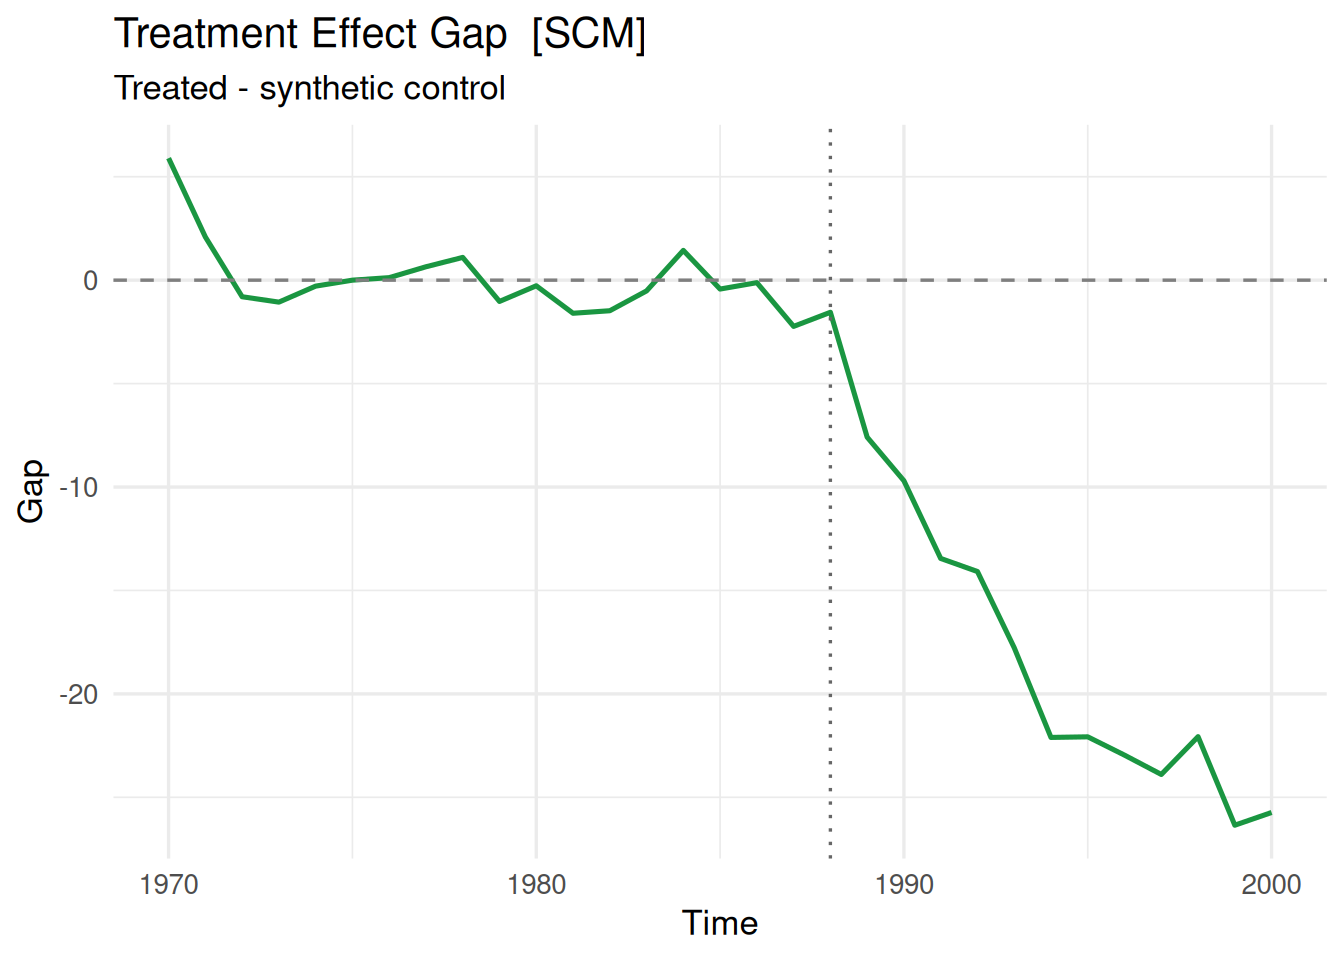 Treatment Effect Gap  [SCM]
Treated - synthetic control
Gap
0
-10
-20
1970
1980
1990
2000
Time